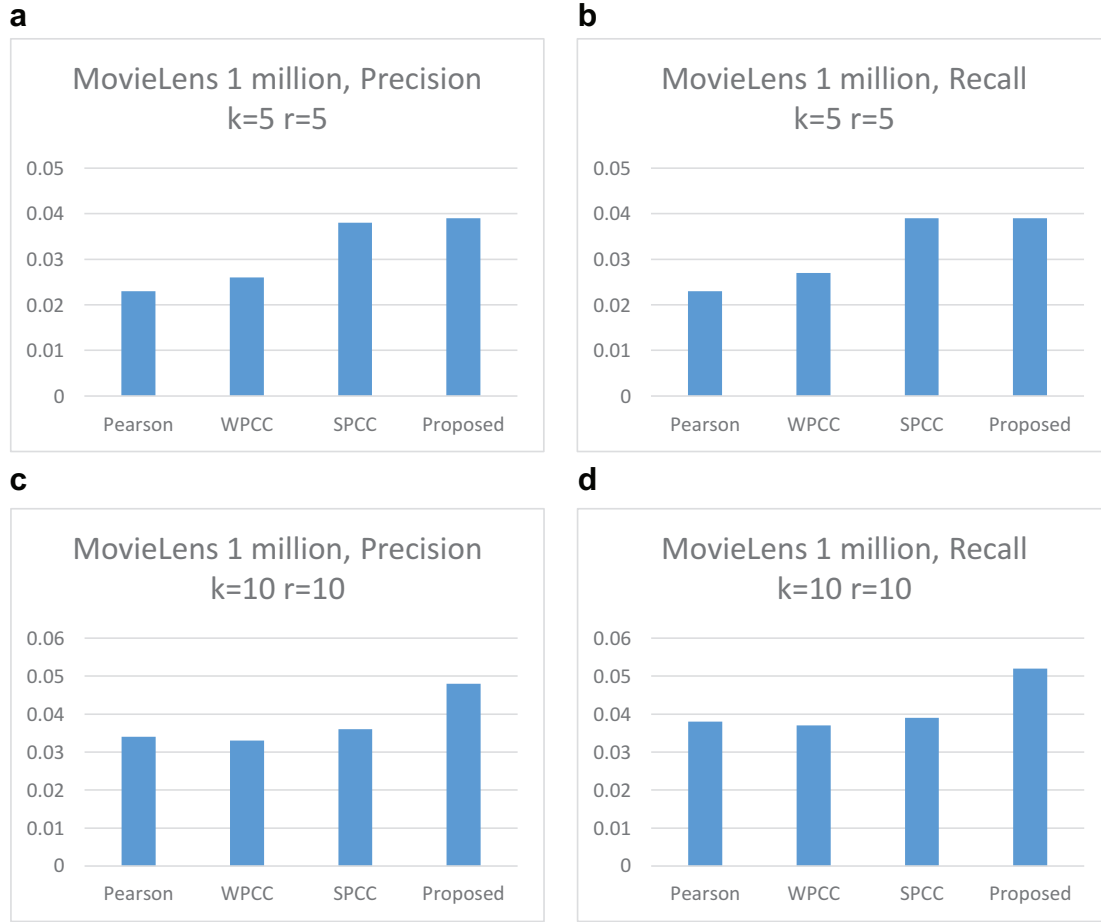 a
MovieLens 1 million, Precision
k=5 r=5
0.05
0.04
0.03
0.02
0.01
0
Pearson WPCC SPCC Proposed
b
MovieLens 1 million, Recall
k=5 r=5
0.05
0.04
0.03
0.02
0.01
0
Pearson WPCC SPCC Proposed
c
MovieLens 1 million, Precision
k=10 r=10
0.06
0.05
0.04
0.03
0.02
0.01
0
Pearson WPCC SPCC Proposed
d
MovieLens 1 million, Recall
k=10 r=10
0.06
0.05
0.04
0.03
0.02
0.01
0
Pearson WPCC SPCC Proposed